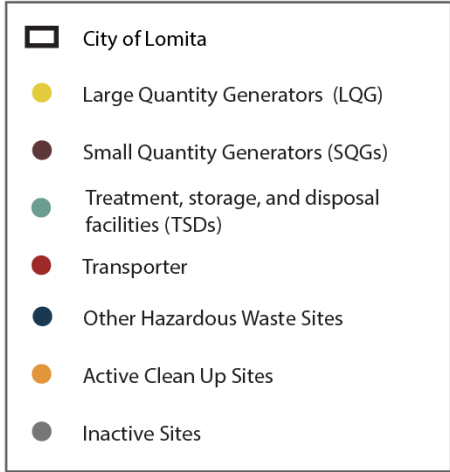 City of Lomita
Large Quantity Generators (LQG)
Small Quantity Generators (SQGs)
Treatment, storage, and disposal
facilities (TSDs)
Transporter
Other Hazardous Waste Sites
Active Clean Up Sites
Inactive Sites